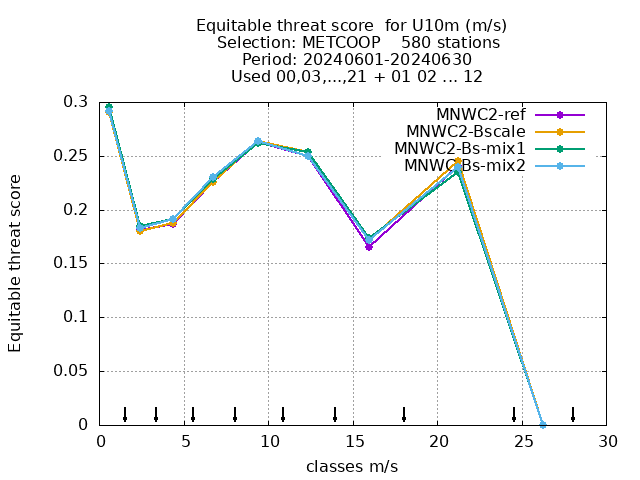 Equitable threat score  for U10m (m/s)
Selection: METCOOP    580 stations
Period: 20240601-20240630
Used 00,03,...,21 + 01 02 ... 12
MNWC2-ref
MNWC2-Bscale
MNWC2-Bs-mix1
MNWC2-Bs-mix2
Equitable threat score
0.3
0.25
0.2
0.15
0.1
0.05
0
0 5 10 15 20 25 30
classes m/s